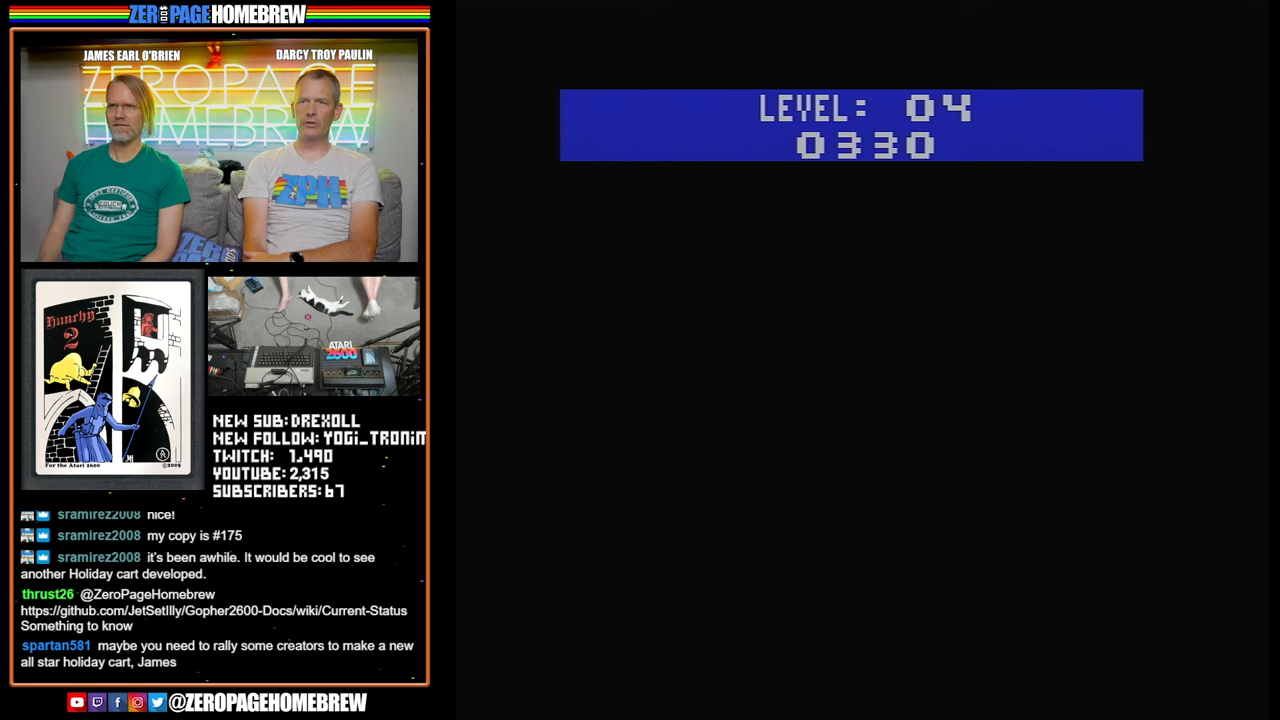 ZEROPAGE HOMEBREW
JAMES EARL O'BRIEN
DARCY TROY PAULIN
ZEROPAGE
HOMEBREW
ZPH
Hunchy
2
For the Atari 2600
©2005
ATARI
2600
NEW SUB: DREXOLL
NEW FOLLOW: YOGI_TRONIM
TWITCH: 1,490
YOUTUBE: 2,315
SUBSCRIBERS: 67
sramirez2008 nice!
sramirez2008 my copy is #175
sramirez2008 it's been awhile. It would be cool to see
another Holiday cart developed.
thrust26 @ZeroPageHomebrew
https://github.com/JetSetIlly/Gopher2600-Docs/wiki/Current-Status
Something to know
spartan581 maybe you need to rally some creators to make a new
all star holiday cart, James
@ZEROPAGEHOMEBREW
LEVEL: 04
0330